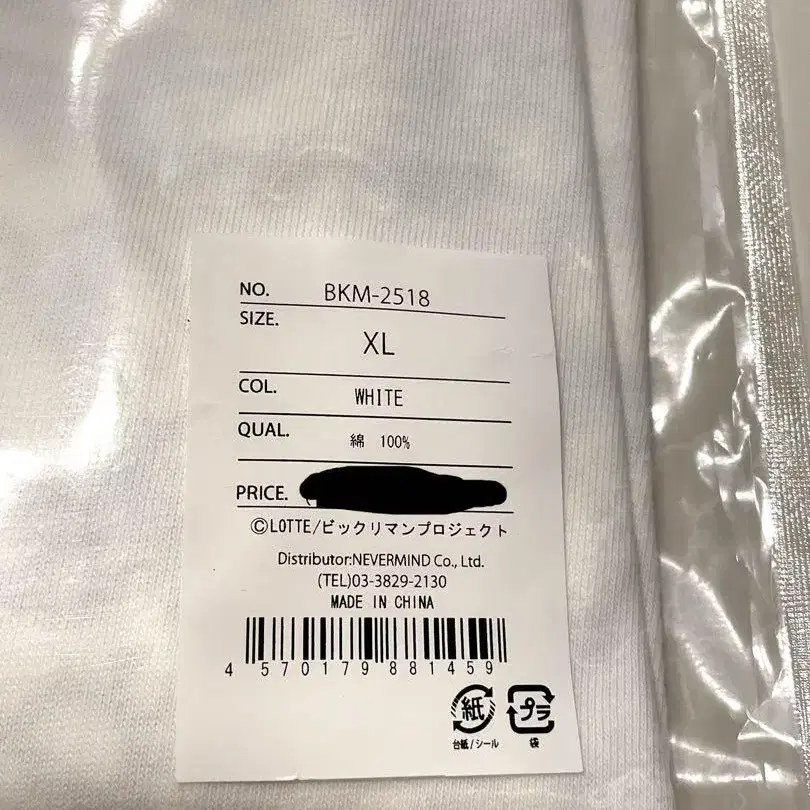 NO. BKM-2518
SIZE.
XL
COL. WHITE
QUAL. 綿 100%
PRICE.
©LOTTE/ビックリマンプロジェクト
Distributor:NEVERMIND Co., Ltd.
(TEL)03-3829-2130
MADE IN CHINA
4 570179 881459
紙 プラ
台紙/シール 袋